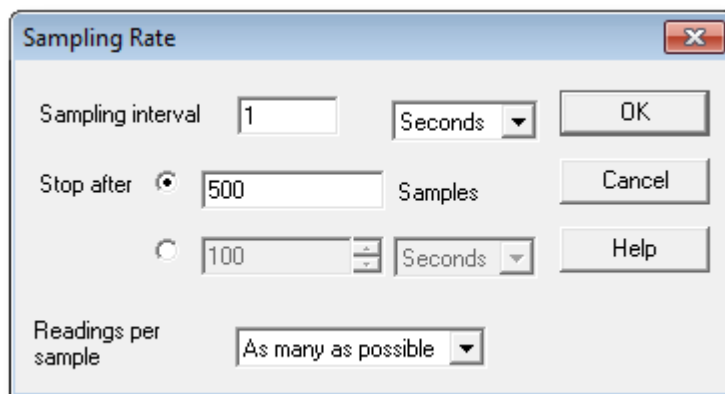 Sampling Rate
Sampling interval 1 Seconds OK
Stop after 500 Samples Cancel
100 Seconds Help
Readings per
sample As many as possible